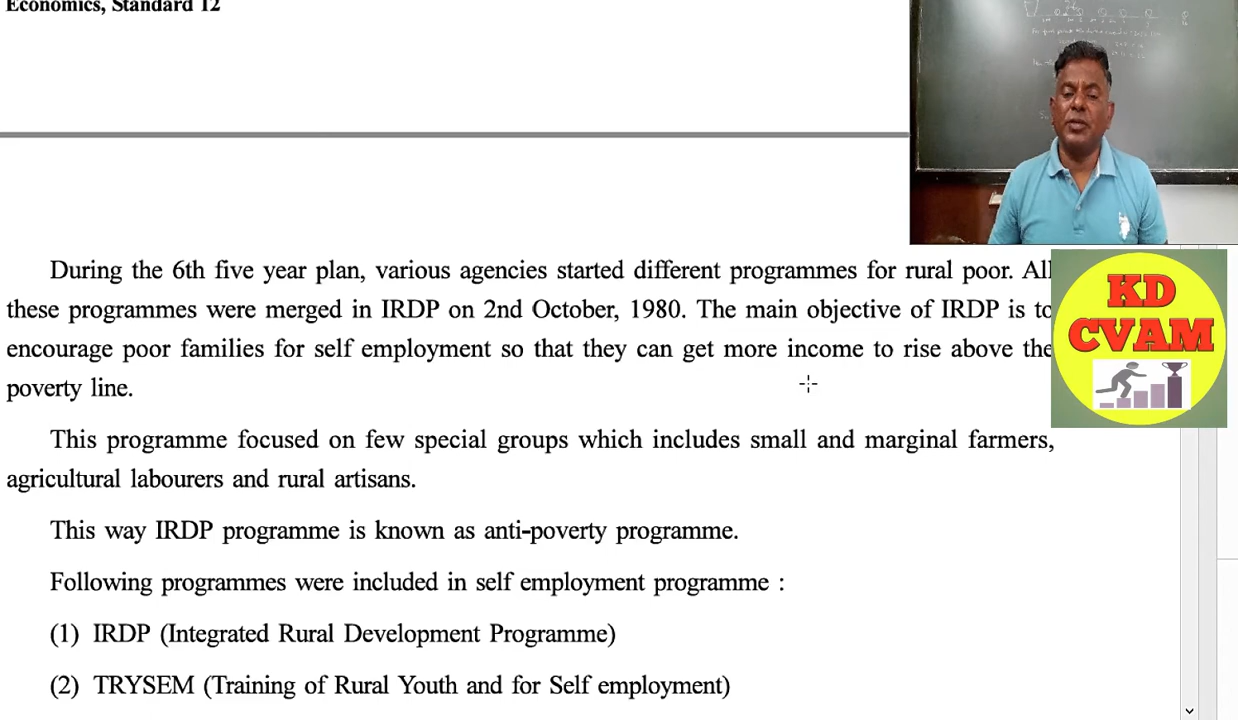 Economics, Standard 12
During the 6th five year plan, various agencies started different programmes for rural poor. All
these programmes were merged in IRDP on 2nd October, 1980. The main objective of IRDP is to
encourage poor families for self employment so that they can get more income to rise above the
poverty line.
This programme focused on few special groups which includes small and marginal farmers,
agricultural labourers and rural artisans.
This way IRDP programme is known as anti-poverty programme.
Following programmes were included in self employment programme :
(1) IRDP (Integrated Rural Development Programme)
(2) TRYSEM (Training of Rural Youth and for Self employment)
KD
CVAM